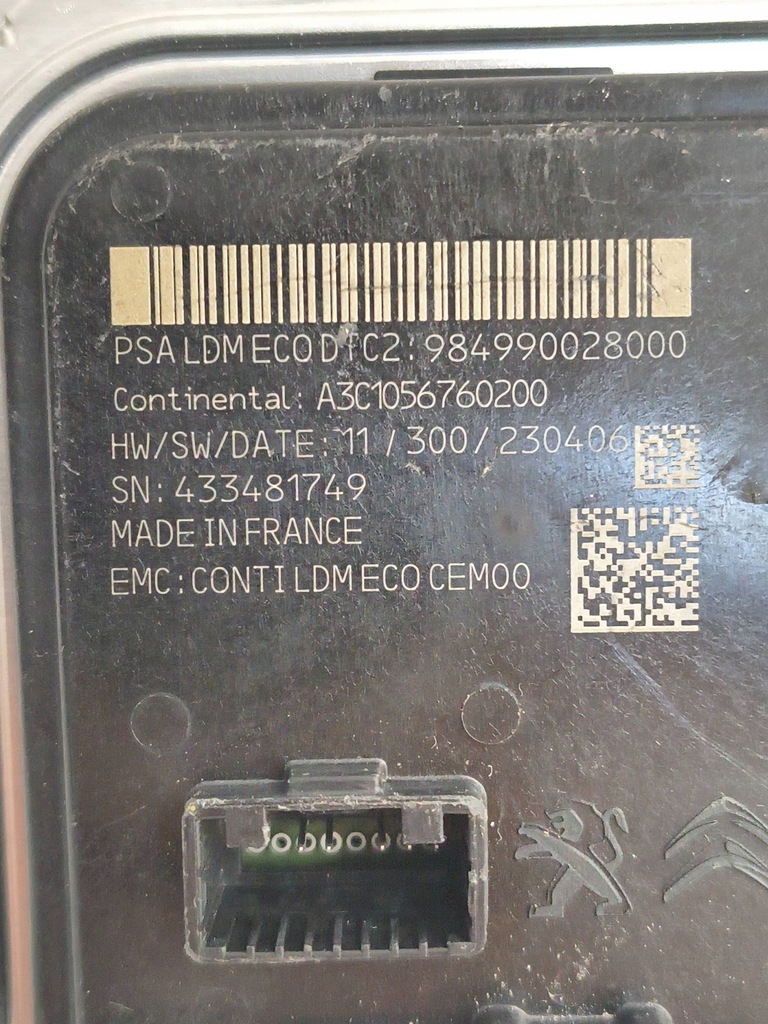 PSA LDM ECO DTC2: 984990028000
Continental: A3C1056760200
HW/SW/DATE: 11 / 300 / 230406
SN: 433481749
MADE IN FRANCE
EMC: CONTI LDM ECO CEM00